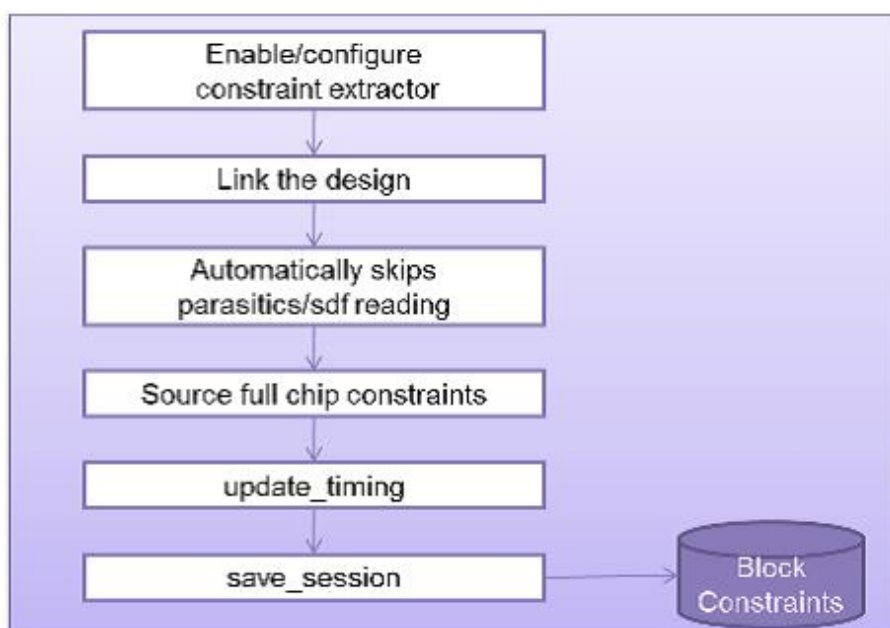 Enable/configure
constraint extractor
Link the design
Automatically skips
parasitics/sdf reading
Source full chip constraints
update_timing
save_session
Block
Constraints